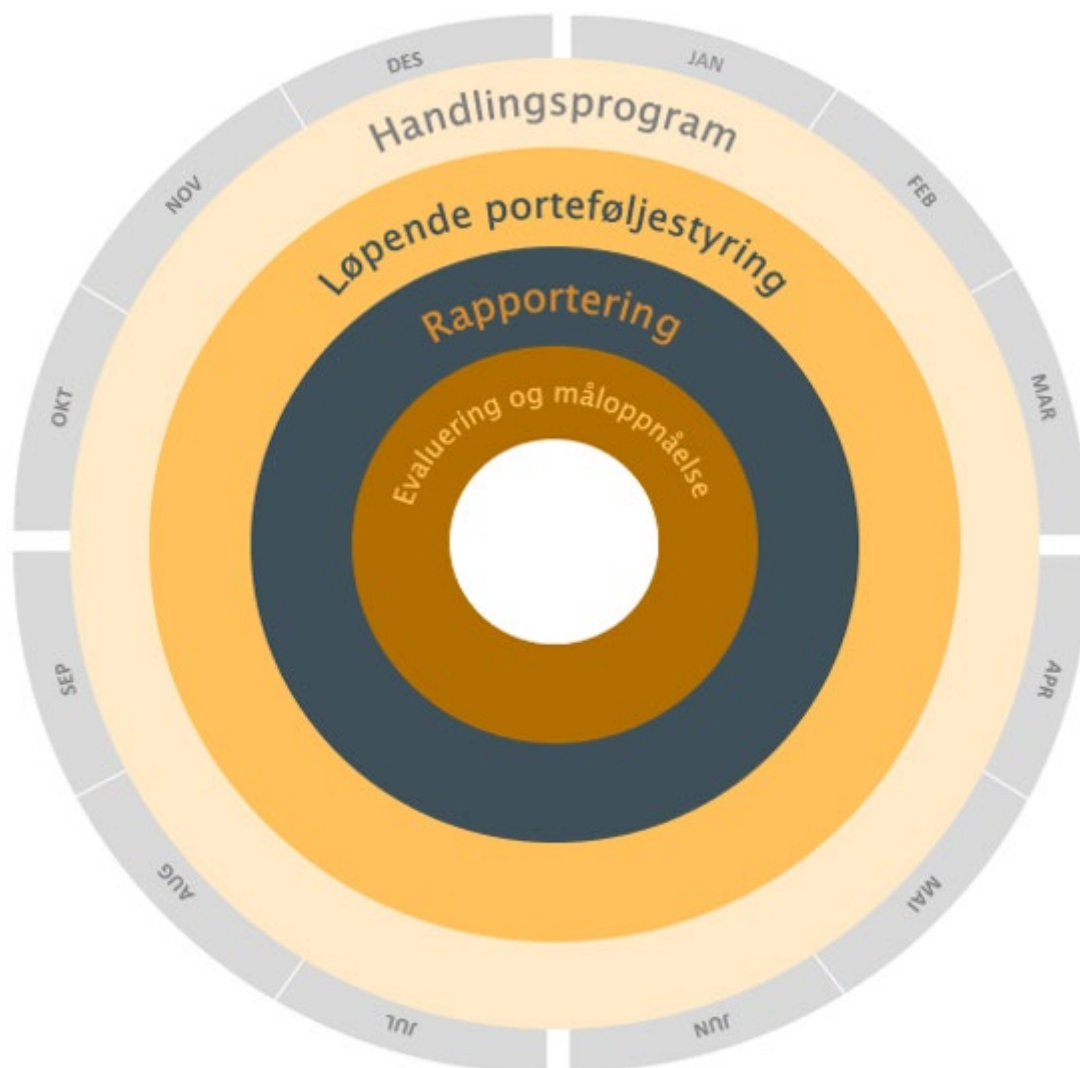 JAN
FEB
MAR
APR
MAI
JUN
JUL
AUG
SEP
OKT
NOV
DES
Handlingsprogram
Løpende porteføljestyring
Rapportering
Evaluering og måloppnåelse